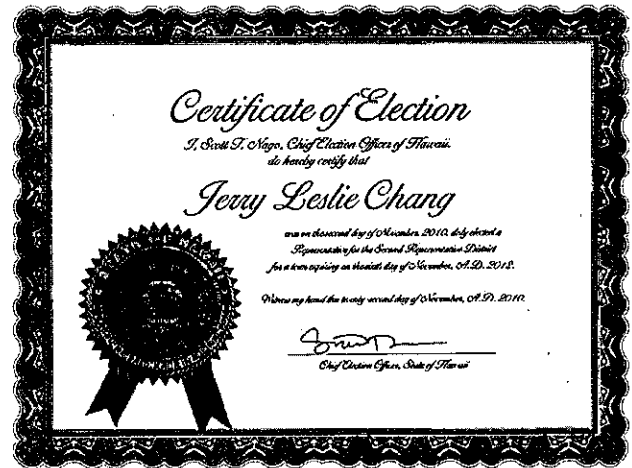 Certificate of Election
I, Scott T. Nago, Chief Election Officer of Hawaii,
do hereby certify that
Jerry Leslie Chang
was on the second day of November, 2010, duly elected a
Representative for the Second Representative District
for a term expiring on the sixth day of November, A.D. 2012.
Witness my hand this twenty second day of November, A.D. 2010.
Chief Election Officer, State of Hawaii